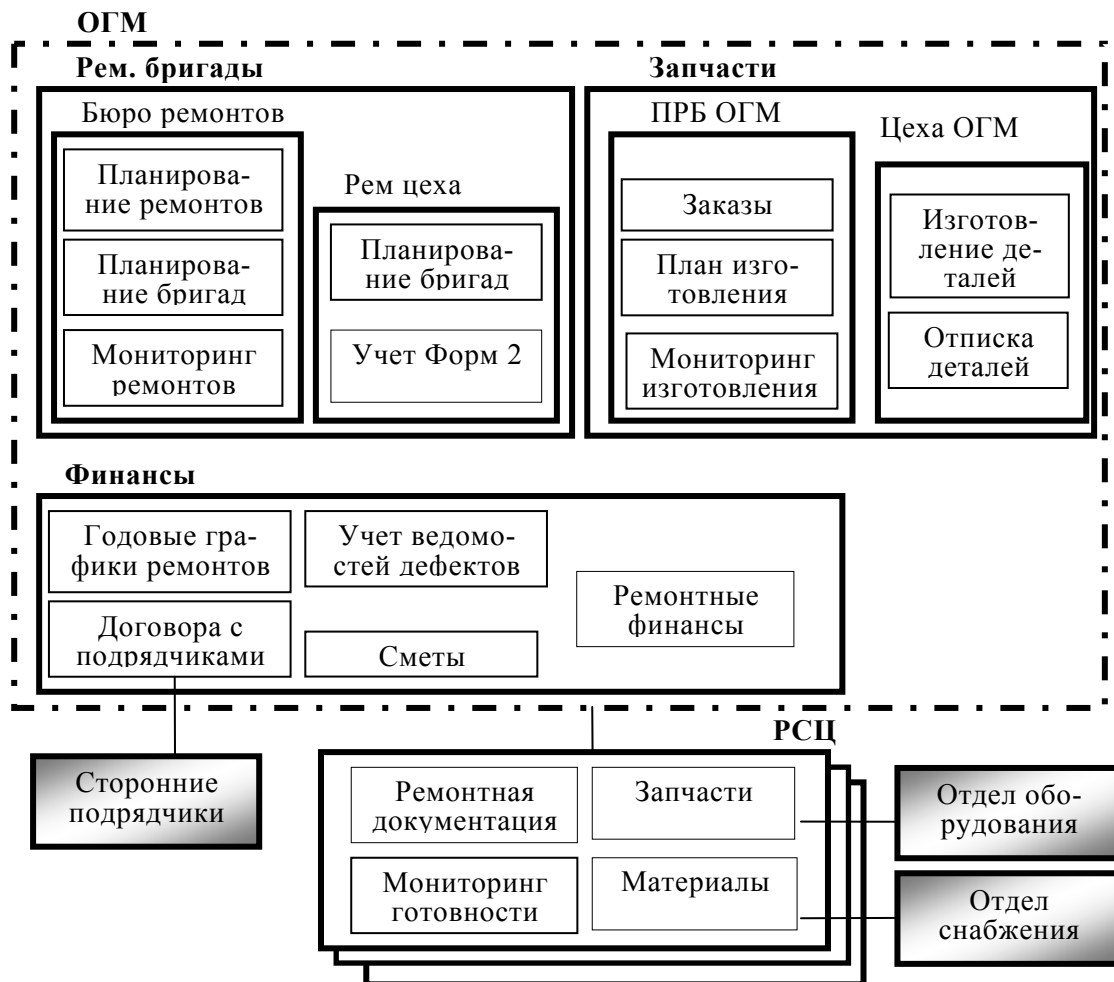 ОГМ
Рем. бригады
Запчасти
Бюро ремонтов
Планирова-
ние ремонтов
Планирова-
ние бригад
Мониторинг
ремонтов
Рем цеха
Планирова-
ние бригад
Учет Форм 2
ПРБ ОГМ
Заказы
План изго-
товления
Мониторинг
изготовления
Цеха ОГМ
Изготов-
ление де-
талей
Отписка
деталей
Финансы
Годовые гра-
фики ремонтов
Договора с
подрядчиками
Учет ведомо-
стей дефектов
Сметы
Ремонтные
финансы
Сторонние
подрядчики
РСЦ
Ремонтная
документация
Запчасти
Мониторинг
готовности
Материалы
Отдел обо-
рудования
Отдел
снабжения